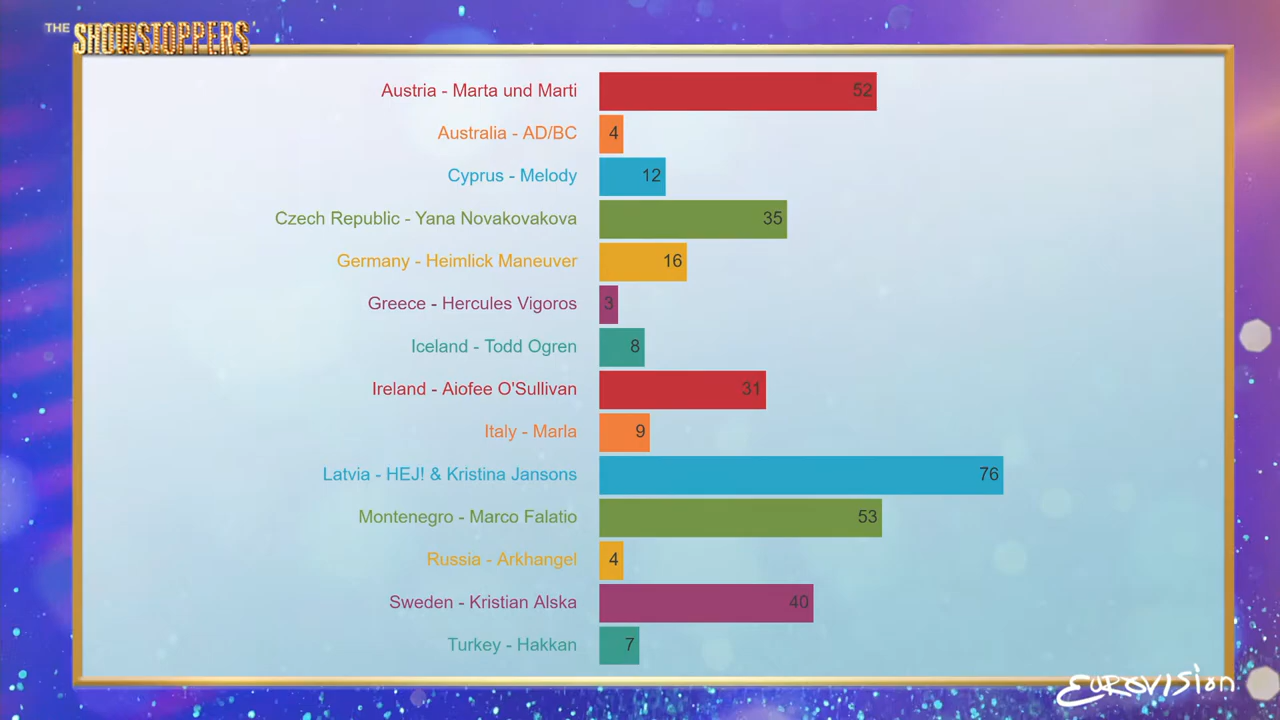 THE SHOWSTOPPERS'
Austria - Marta und Marti 52
Australia - AD/BC 4
Cyprus - Melody 12
Czech Republic - Yana Novakovakova 35
Germany - Heimlick Maneuver 16
Greece - Hercules Vigoros 3
Iceland - Todd Ogren 8
Ireland - Aiofee O'Sullivan 31
Italy - Marla 9
Latvia - HEJ! & Kristina Jansons 76
Montenegro - Marco Falatio 53
Russia - Arkhangel 4
Sweden - Kristian Alska 40
Turkey - Hakkan 7
EUROVISION